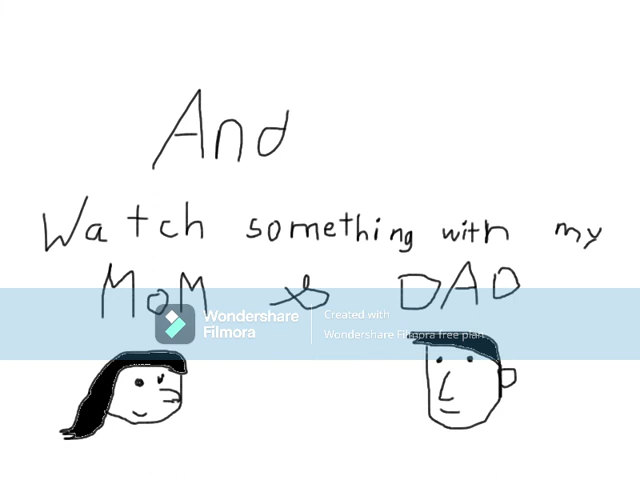 And
Watch something with my
MoM & DAD
Wondershare
Filmora
Created with
Wondershare Filmora free plan